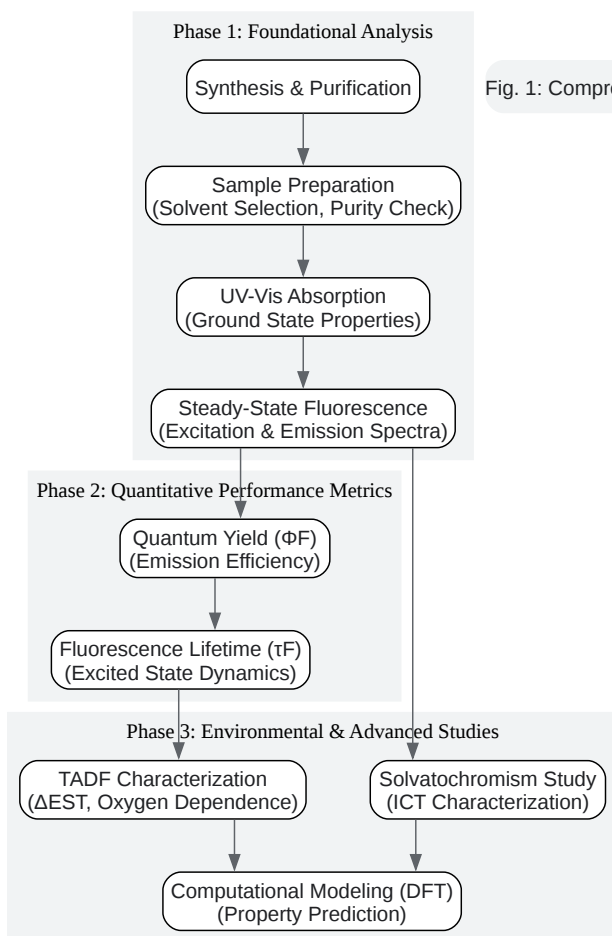 Phase 1: Foundational Analysis
Synthesis & Purification
Fig. 1: Compre
Sample Preparation
(Solvent Selection, Purity Check)
UV-Vis Absorption
(Ground State Properties)
Steady-State Fluorescence
(Excitation & Emission Spectra)
Phase 2: Quantitative Performance Metrics
Quantum Yield (ΦF)
(Emission Efficiency)
Fluorescence Lifetime (τF)
(Excited State Dynamics)
Phase 3: Environmental & Advanced Studies
TADF Characterization
(ΔEST, Oxygen Dependence)
Solvatochromism Study
(ICT Characterization)
Computational Modeling (DFT)
(Property Prediction)